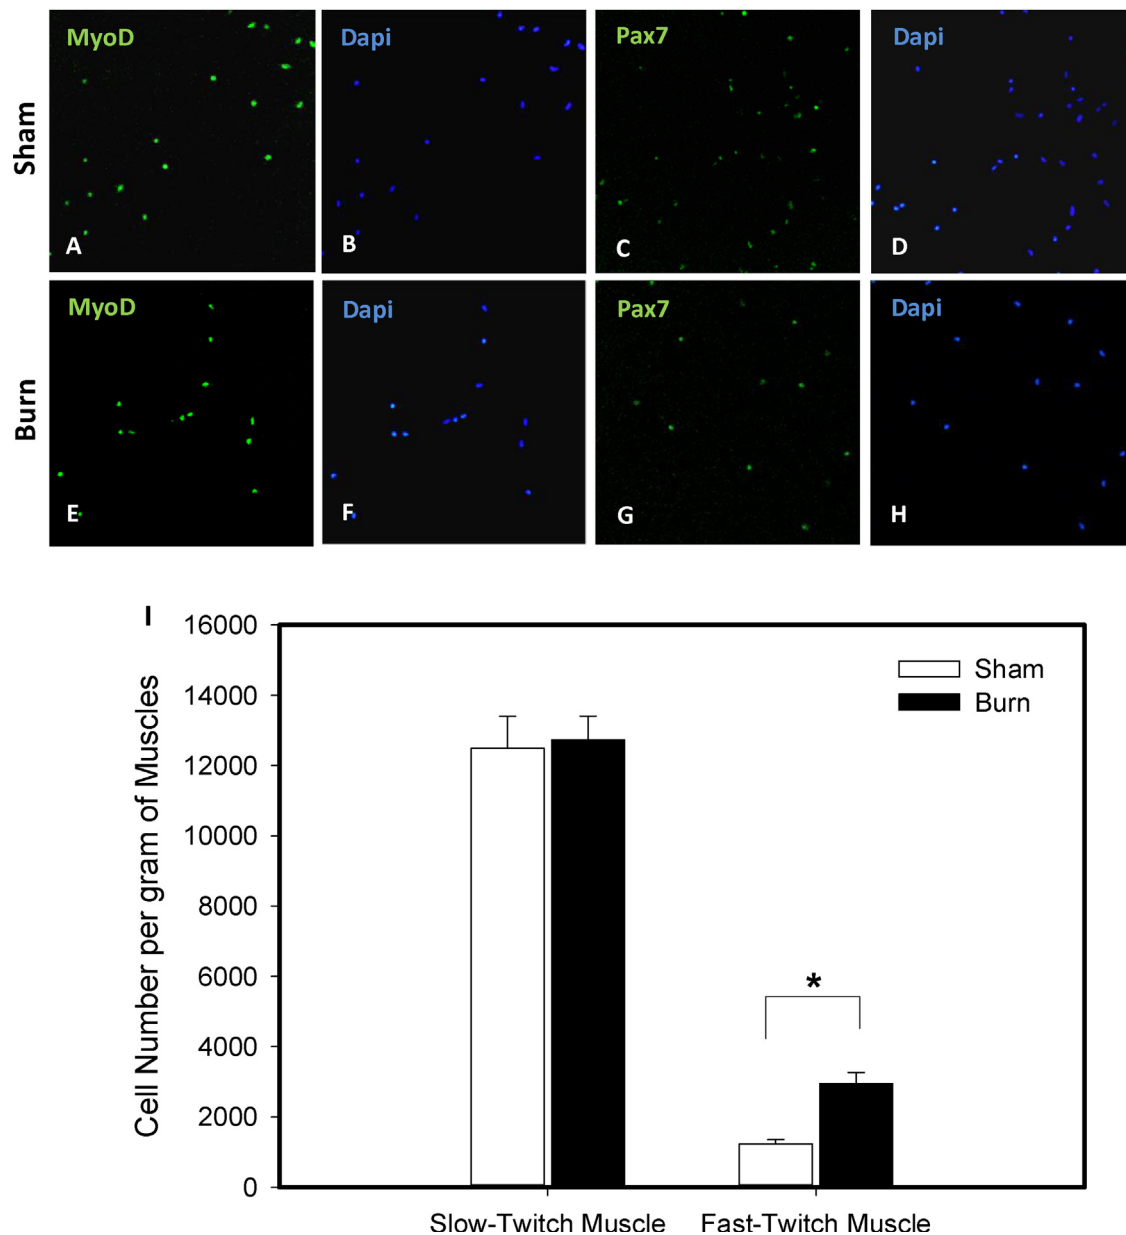 MyoD
Dapi
Pax7
Dapi
Sham
A
B
C
D
MyoD
Dapi
Pax7
Dapi
Burn
E
F
G
H
I
16000
14000
12000
10000
8000
6000
4000
2000
0
Cell Number per gram of Muscles
Sham
Burn
*
Slow-Twitch Muscle
Fast-Twitch Muscle